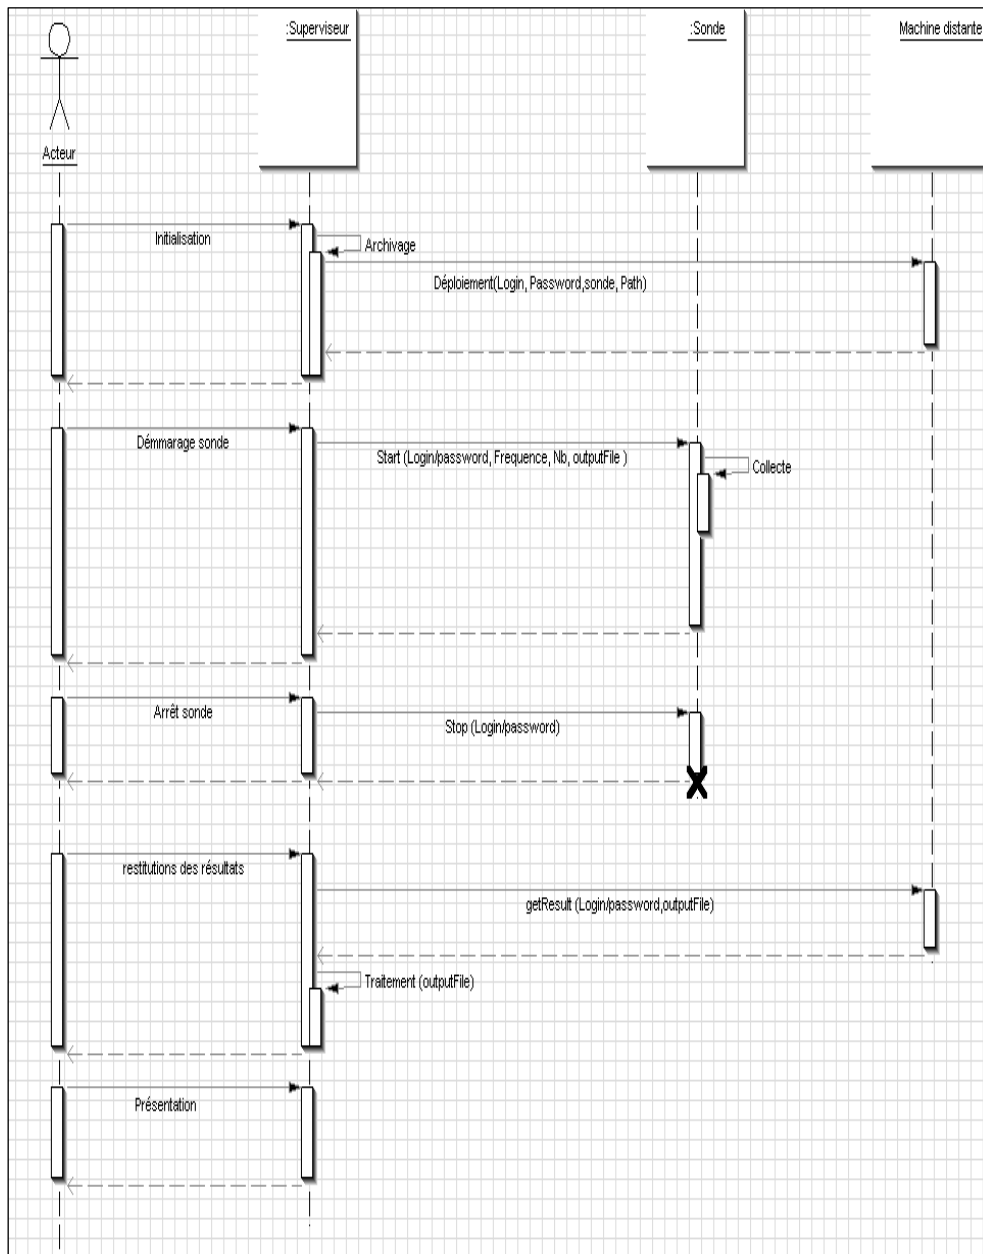 :Superviseur
:Sonde
Machine distante
Acteur
Initialisation
Archivage
Déploiement(Login, Password,sonde, Path)
Démmarage sonde
Start (Login/password, Frequence, Nb, outputFile )
Collecte
Arrêt sonde
Stop (Login/password)
restitutions des résultats
getResult (Login/password,outputFile)
Traitement (outputFile)
Présentation